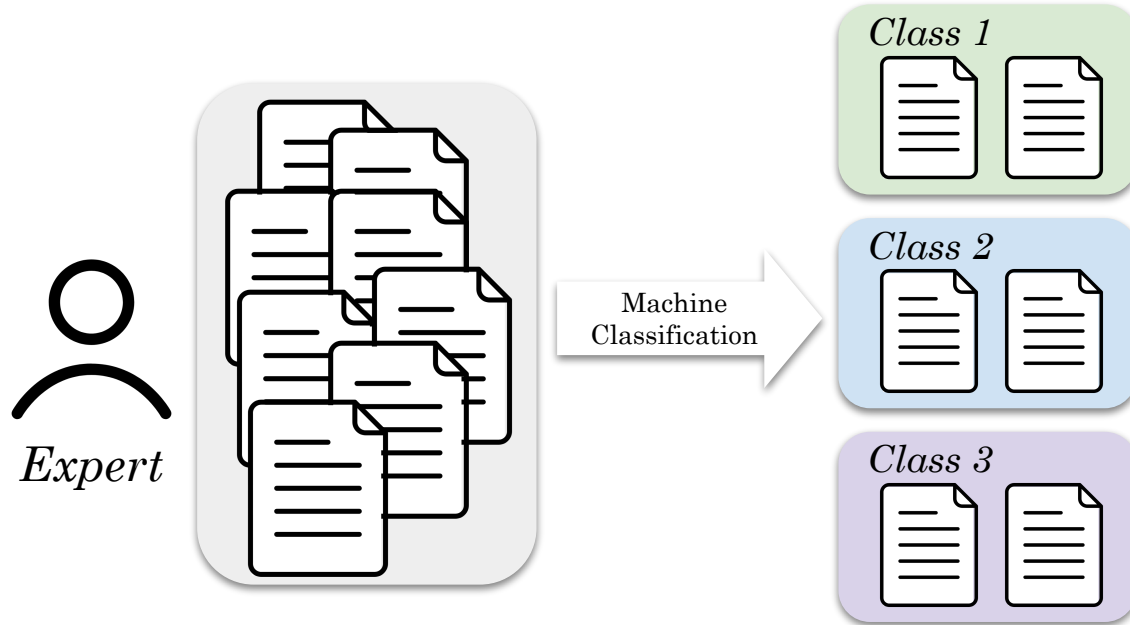 Expert
Machine
Classification
Class 1
Class 2
Class 3